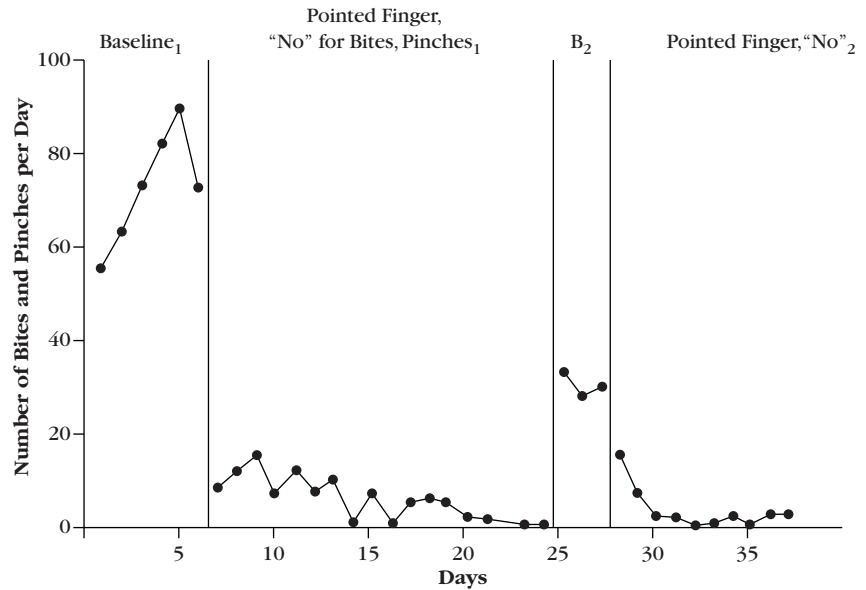 Pointed Finger,
Baseline₁ “No” for Bites, Pinches₁ B₂ Pointed Finger, “No”₂
100
80
60
40
20
0
Number of Bites and Pinches per Day
5 10 15 20 25 30 35
Days